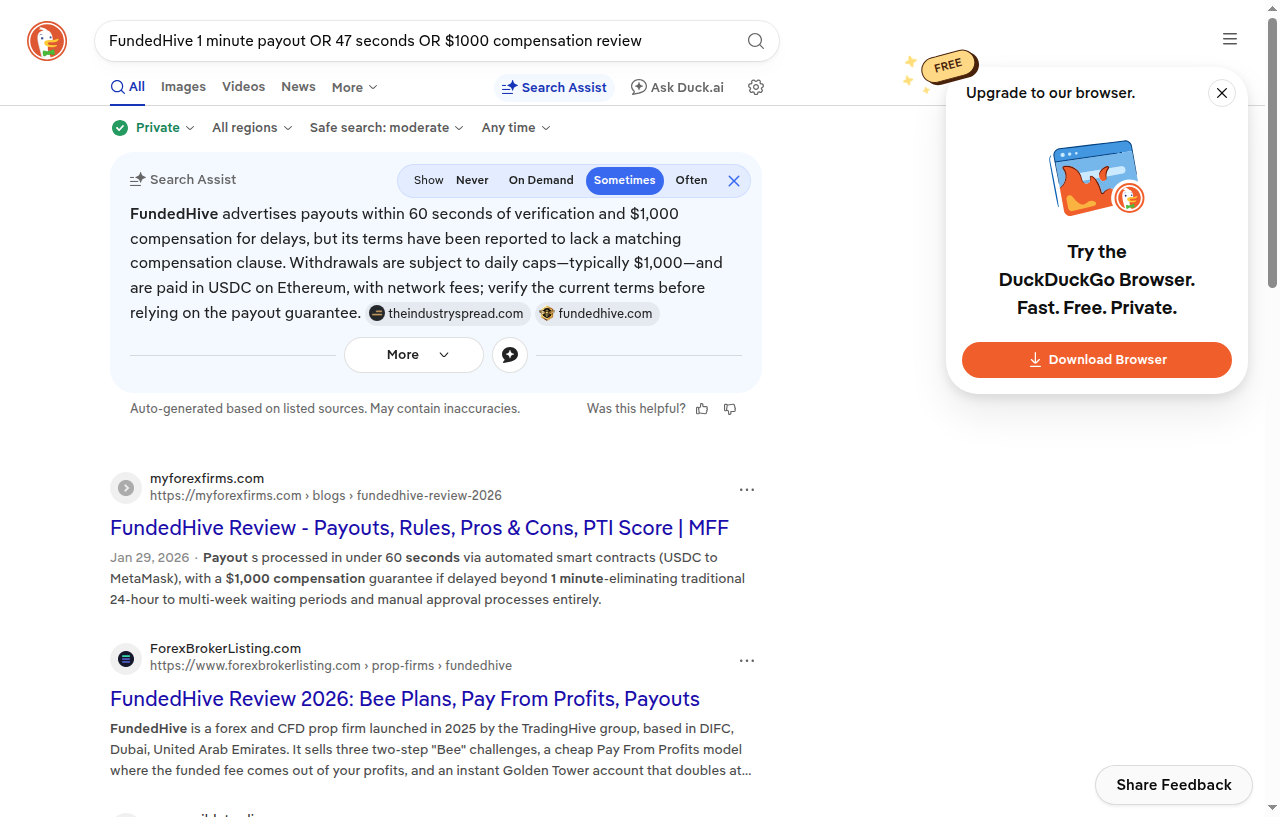 FundedHive 1 minute payout OR 47 seconds OR $1000 compensation review
All Images Videos News More Search Assist Ask Duck.ai
Private All regions Safe search: moderate Any time
FREE
Upgrade to our browser.
Try the
DuckDuckGo Browser.
Fast. Free. Private.
Download Browser
Search Assist Show Never On Demand Sometimes Often
FundedHive advertises payouts within 60 seconds of verification and $1,000
compensation for delays, but its terms have been reported to lack a matching
compensation clause. Withdrawals are subject to daily caps—typically $1,000—and
are paid in USDC on Ethereum, with network fees; verify the current terms before
relying on the payout guarantee. theindustryspread.com fundedhive.com
More
Auto-generated based on listed sources. May contain inaccuracies. Was this helpful?
myforexfirms.com
https://myforexfirms.com › blogs › fundedhive-review-2026
FundedHive Review - Payouts, Rules, Pros & Cons, PTI Score | MFF
Jan 29, 2026 · Payout s processed in under 60 seconds via automated smart contracts (USDC to
MetaMask), with a $1,000 compensation guarantee if delayed beyond 1 minute-eliminating traditional
24-hour to multi-week waiting periods and manual approval processes entirely.
ForexBrokerListing.com
https://www.forexbrokerlisting.com › prop-firms › fundedhive
FundedHive Review 2026: Bee Plans, Pay From Profits, Payouts
FundedHive is a forex and CFD prop firm launched in 2025 by the TradingHive group, based in DIFC,
Dubai, United Arab Emirates. It sells three two-step "Bee" challenges, a cheap Pay From Profits model
where the funded fee comes out of your profits, and an instant Golden Tower account that doubles at...
Share Feedback